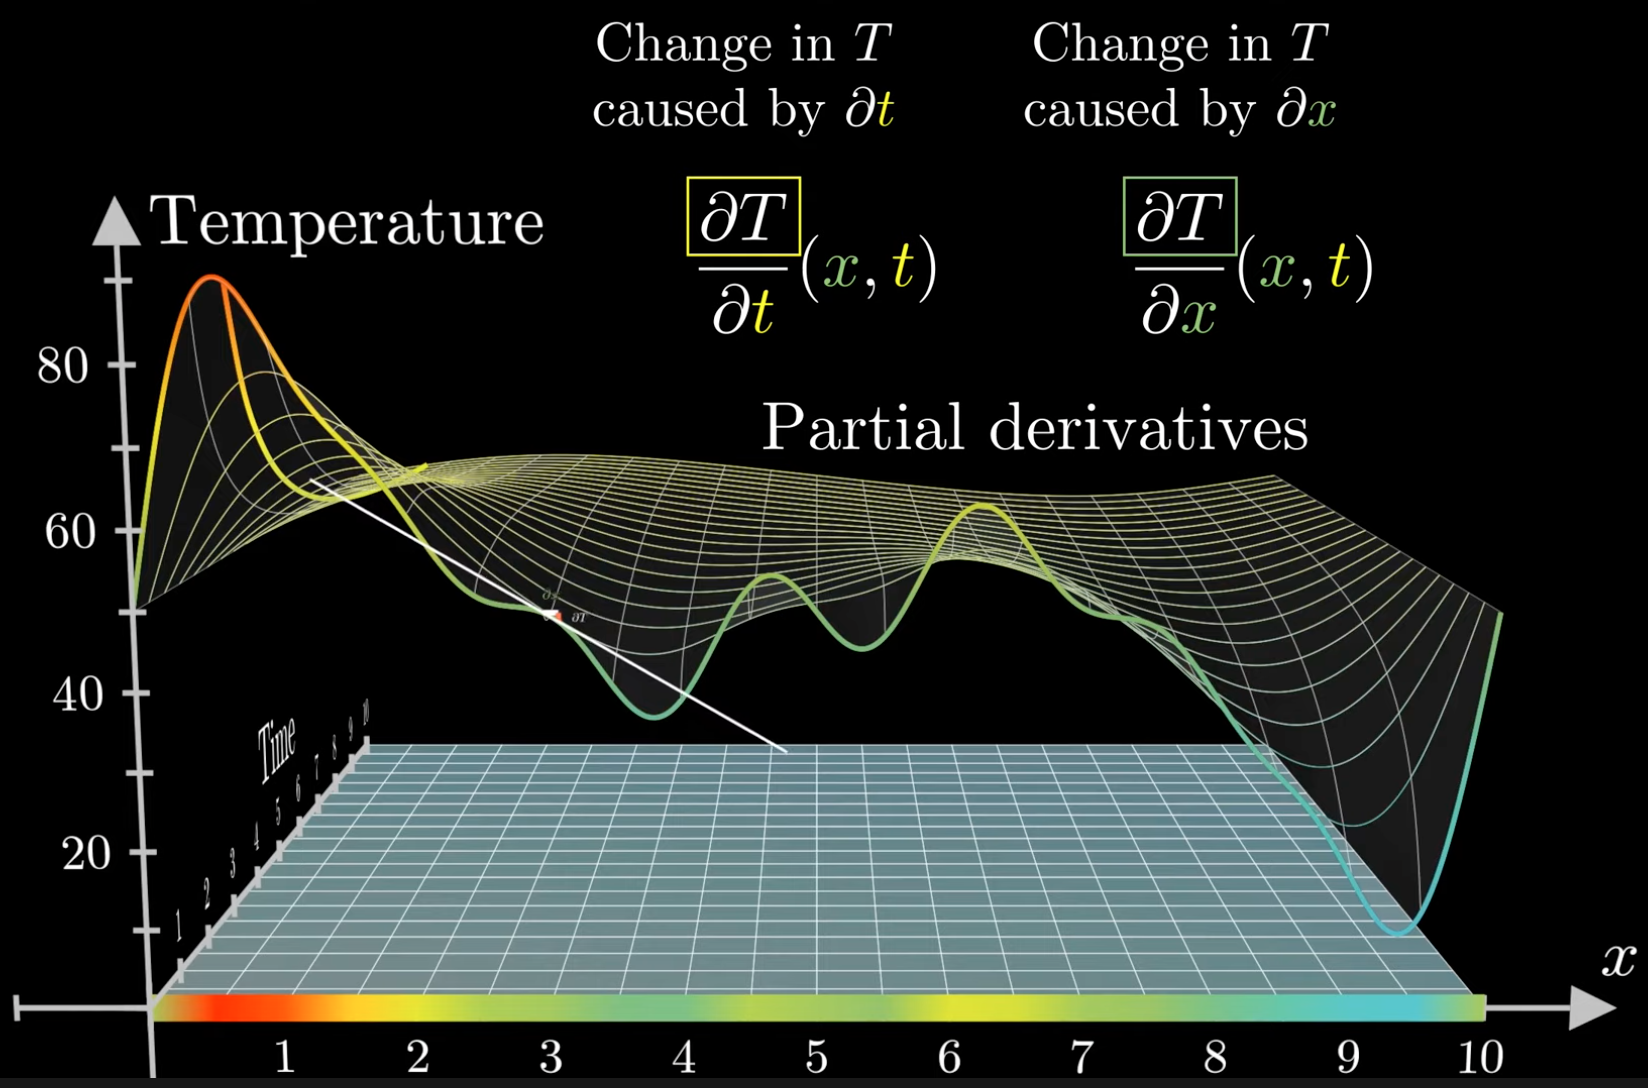 Change in T
caused by ∂t
Change in T
caused by ∂x
∂T/∂t (x, t)
∂T/∂x (x, t)
Temperature
Partial derivatives
80
60
40
20
Time
1 2 3 4 5 6 7 8 9 10
∂T
x
1 2 3 4 5 6 7 8 9 10